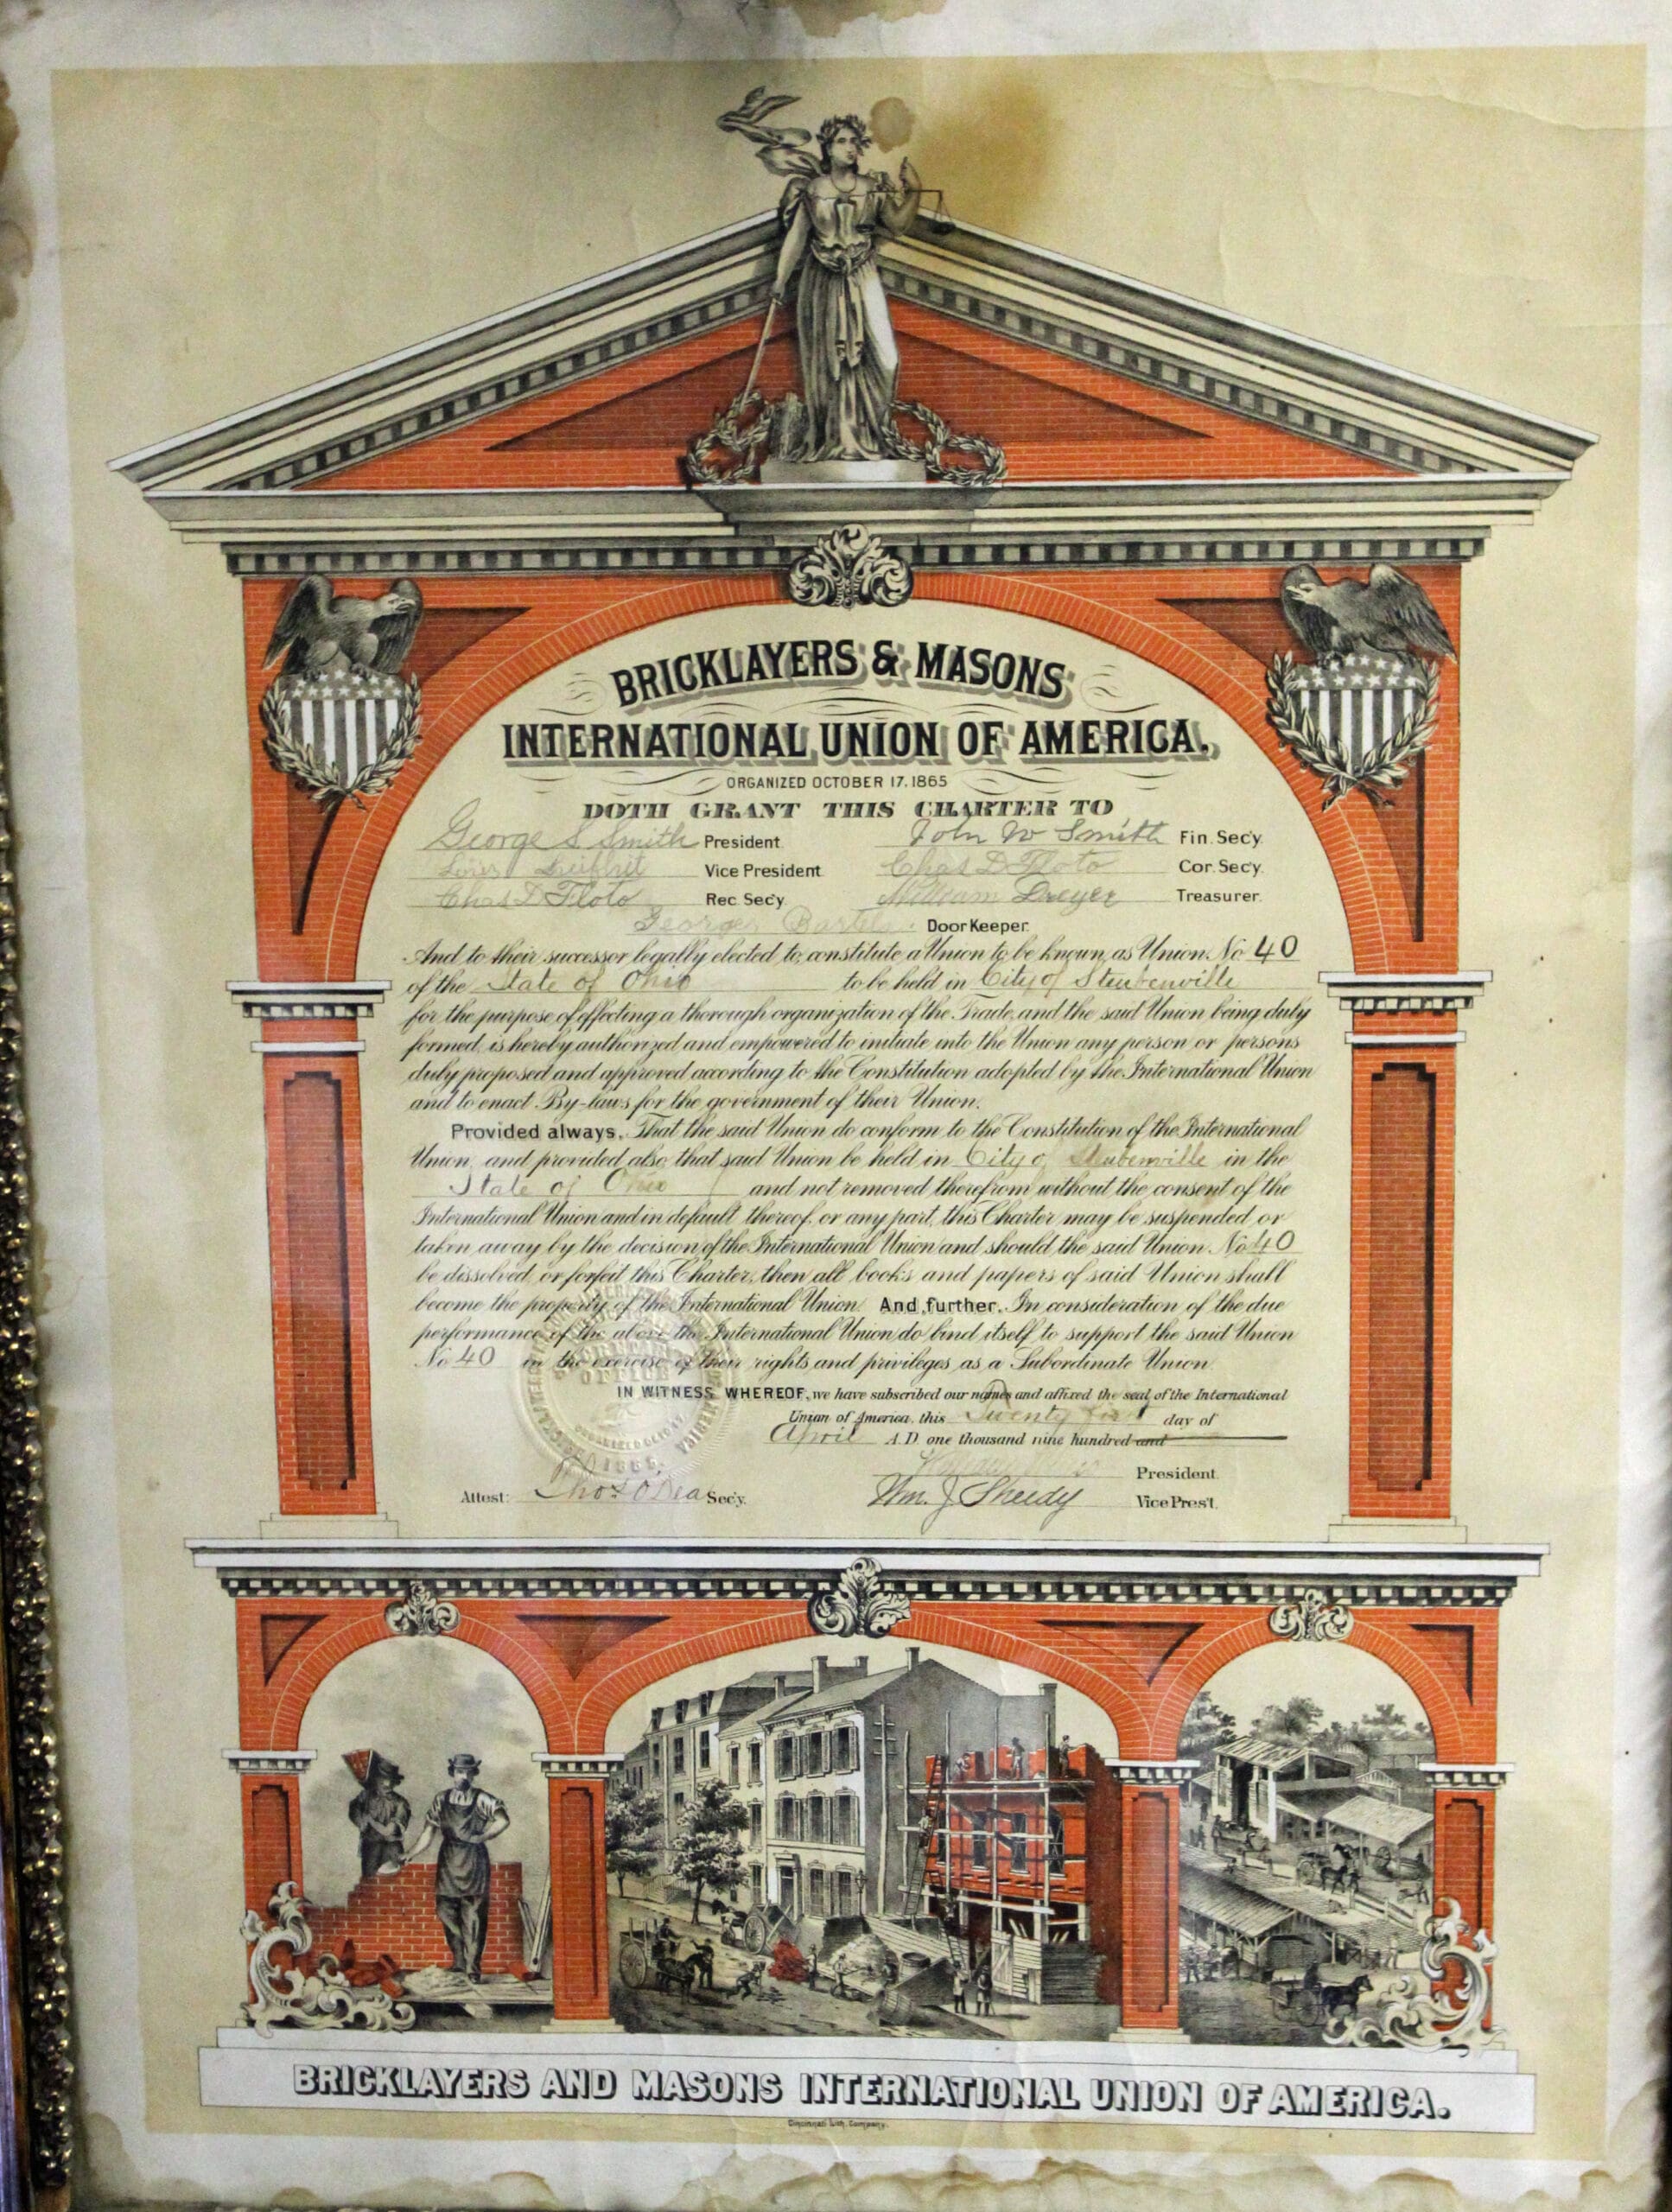 BRICKLAYERS & MASONS
INTERNATIONAL UNION OF AMERICA.
ORGANIZED OCTOBER 17. 1865
DOTH GRANT THIS CHARTER TO
George S Smith President John W Smith Fin. Sec'y.
Vice President Chas D Floto Cor. Sec'y.
Chas D Floto Rec. Sec'y. William Dreyer Treasurer.
George Door Keeper.
And to their successor legally elected to, constitute a Union to be known, as Union No 40
of the State of Ohio to be held in City of Steubenville
for the purpose of effecting a thorough organization of the Trade, and the said Union being duly
formed, is hereby authorized and empowered to initiate into the Union any person or persons
duly proposed and approved according to the Constitution adopted by the International Union
and to enact By-laws for the government of their Union.
Provided always. That the said Union do conform to the Constitution of the International
Union, and provided also, that said Union be held in City of Steubenville in the
State of Ohio and not removed therefrom without the consent of the
International Union and in default thereof, or any part, this Charter may be suspended or
taken away by the decision of the International Union and should the said Union No 40
be dissolved, or forfeit this Charter, then all books and papers of said Union shall
become the property of the International Union. And further. In consideration of the due
performance of the above the International Union do bind itself to support the said Union
No 40 in the exercise of their rights and privileges as a Subordinate Union.
IN WITNESS WHEREOF, we have subscribed our names and affixed the seal of the International
Union of America, this Twenty first day of
April A.D. one thousand nine hundred and
President
Attest: Thos O'Dea Sec'y. Wm. J Sheedy Vice Pres't.
OFFICE
1865
BRICKLAYERS AND MASONS INTERNATIONAL UNION OF AMERICA.
Cincinnati Lith. Company.